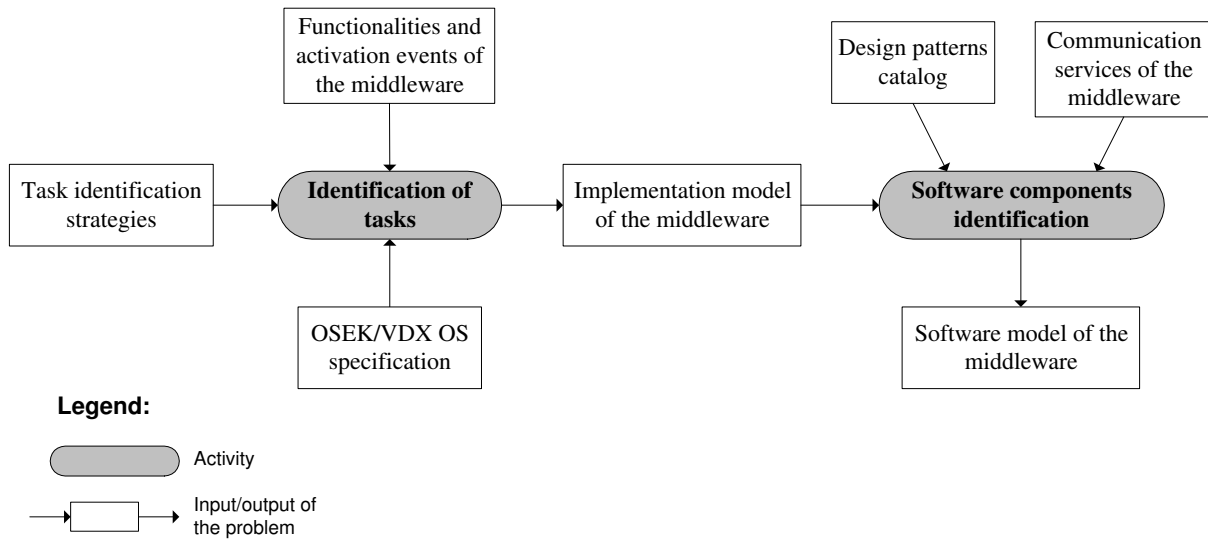 Functionalities and
activation events of
the middleware
Design patterns
catalog
Communication
services of the
middleware
Task identification
strategies
Identification of
tasks
Implementation model
of the middleware
Software components
identification
OSEK/VDX OS
specification
Software model of the
middleware
Legend:
Activity
Input/output of
the problem